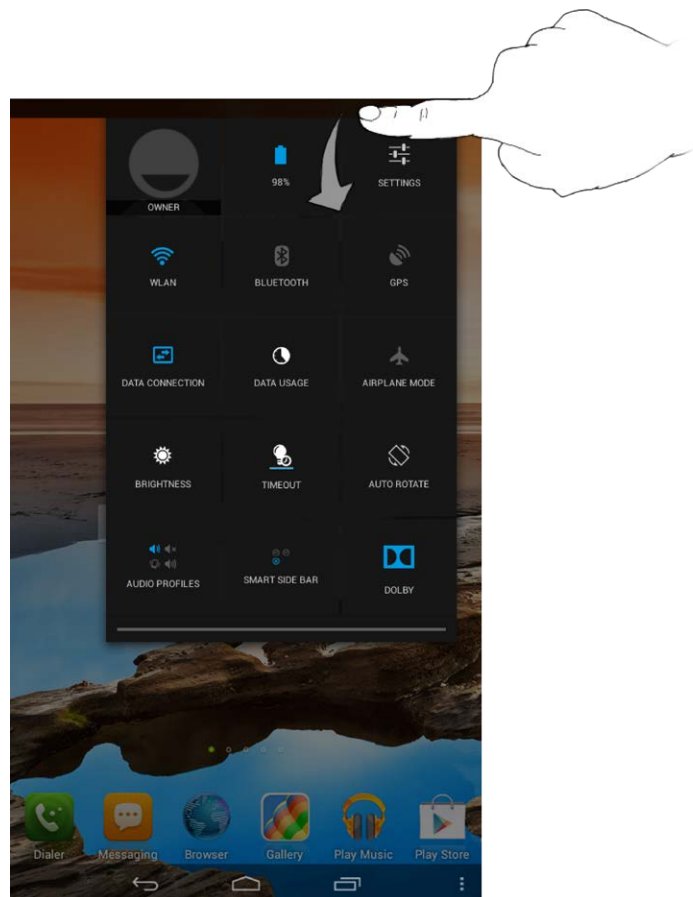 OWNER
98%
SETTINGS
WLAN
BLUETOOTH
GPS
DATA CONNECTION
DATA USAGE
AIRPLANE MODE
BRIGHTNESS
TIMEOUT
AUTO ROTATE
AUDIO PROFILES
SMART SIDE BAR
DOLBY
Dialer
Messaging
Browser
Gallery
Play Music
Play Store